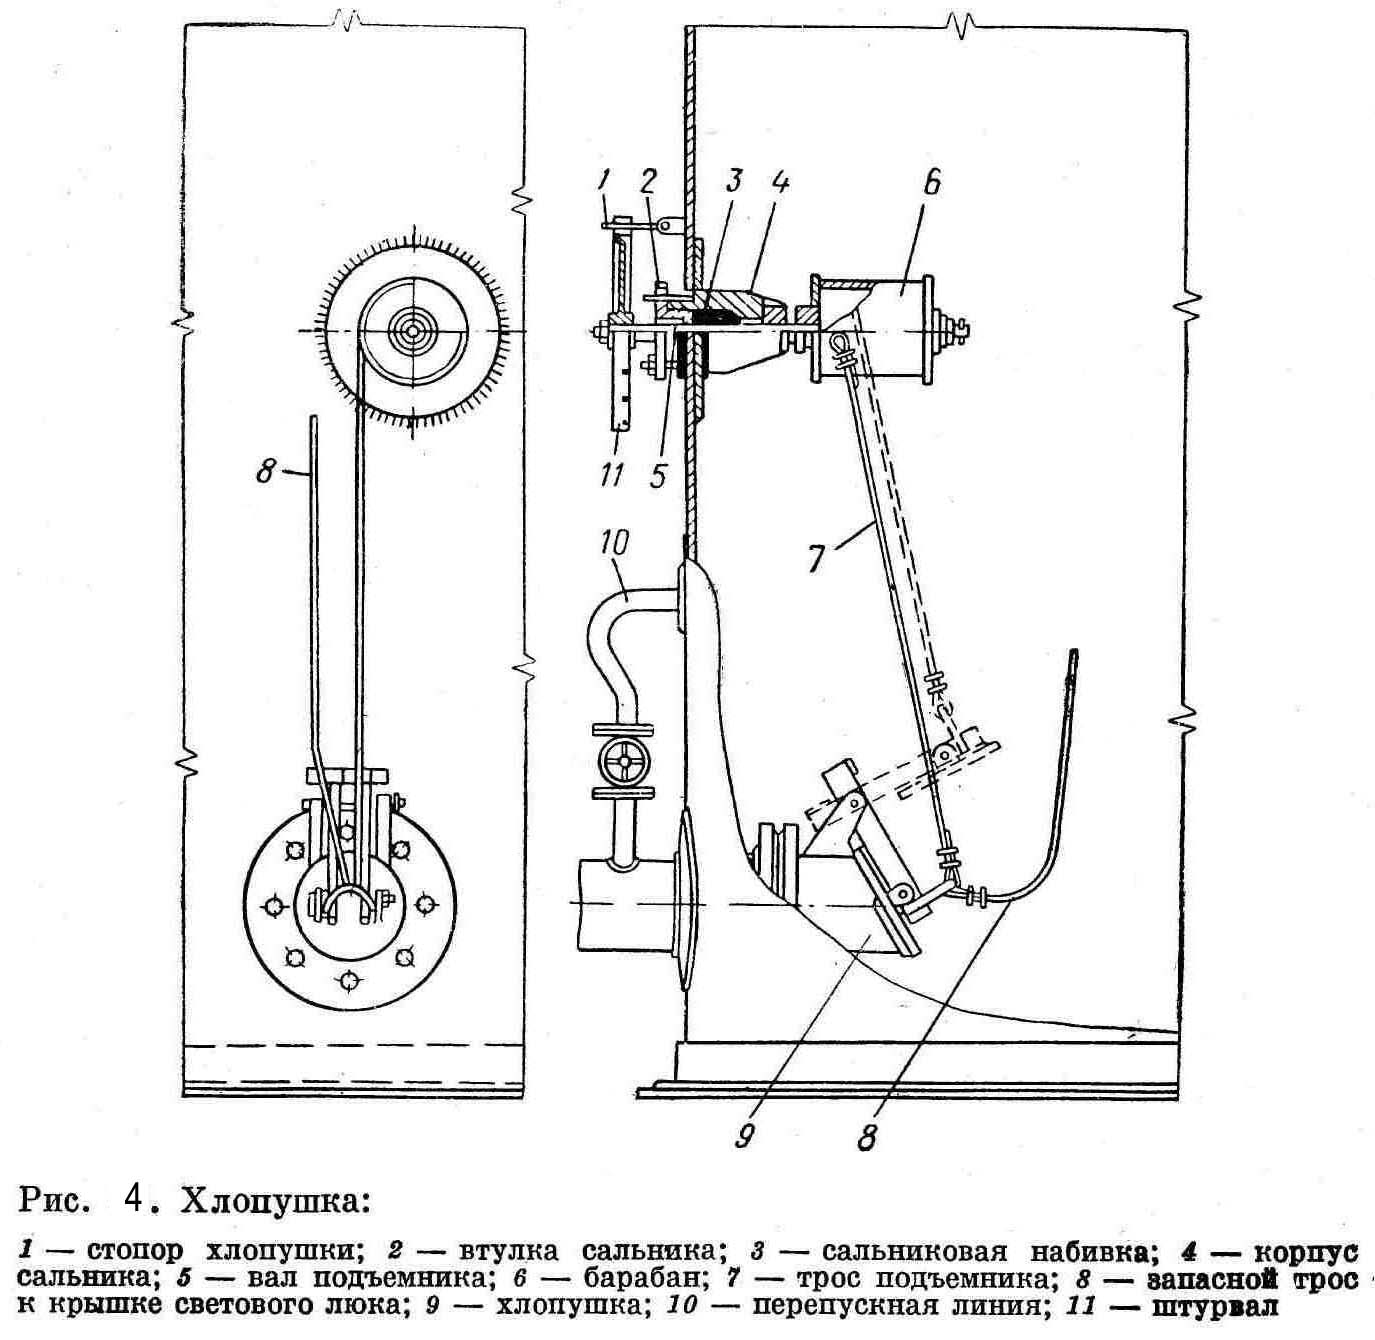 1 2 3 4 6
8 11 5
10 7
9 8
Рис. 4. Хлопушка:
1 — стопор хлопушки; 2 — втулка сальника; 3 — сальниковая набивка; 4 — корпус
сальника; 5 — вал подъемника; 6 — барабан; 7 — трос подъемника; 8 — запасной трос
к крышке светового люка; 9 — хлопушка; 10 — перепускная линия; 11 — штурвал